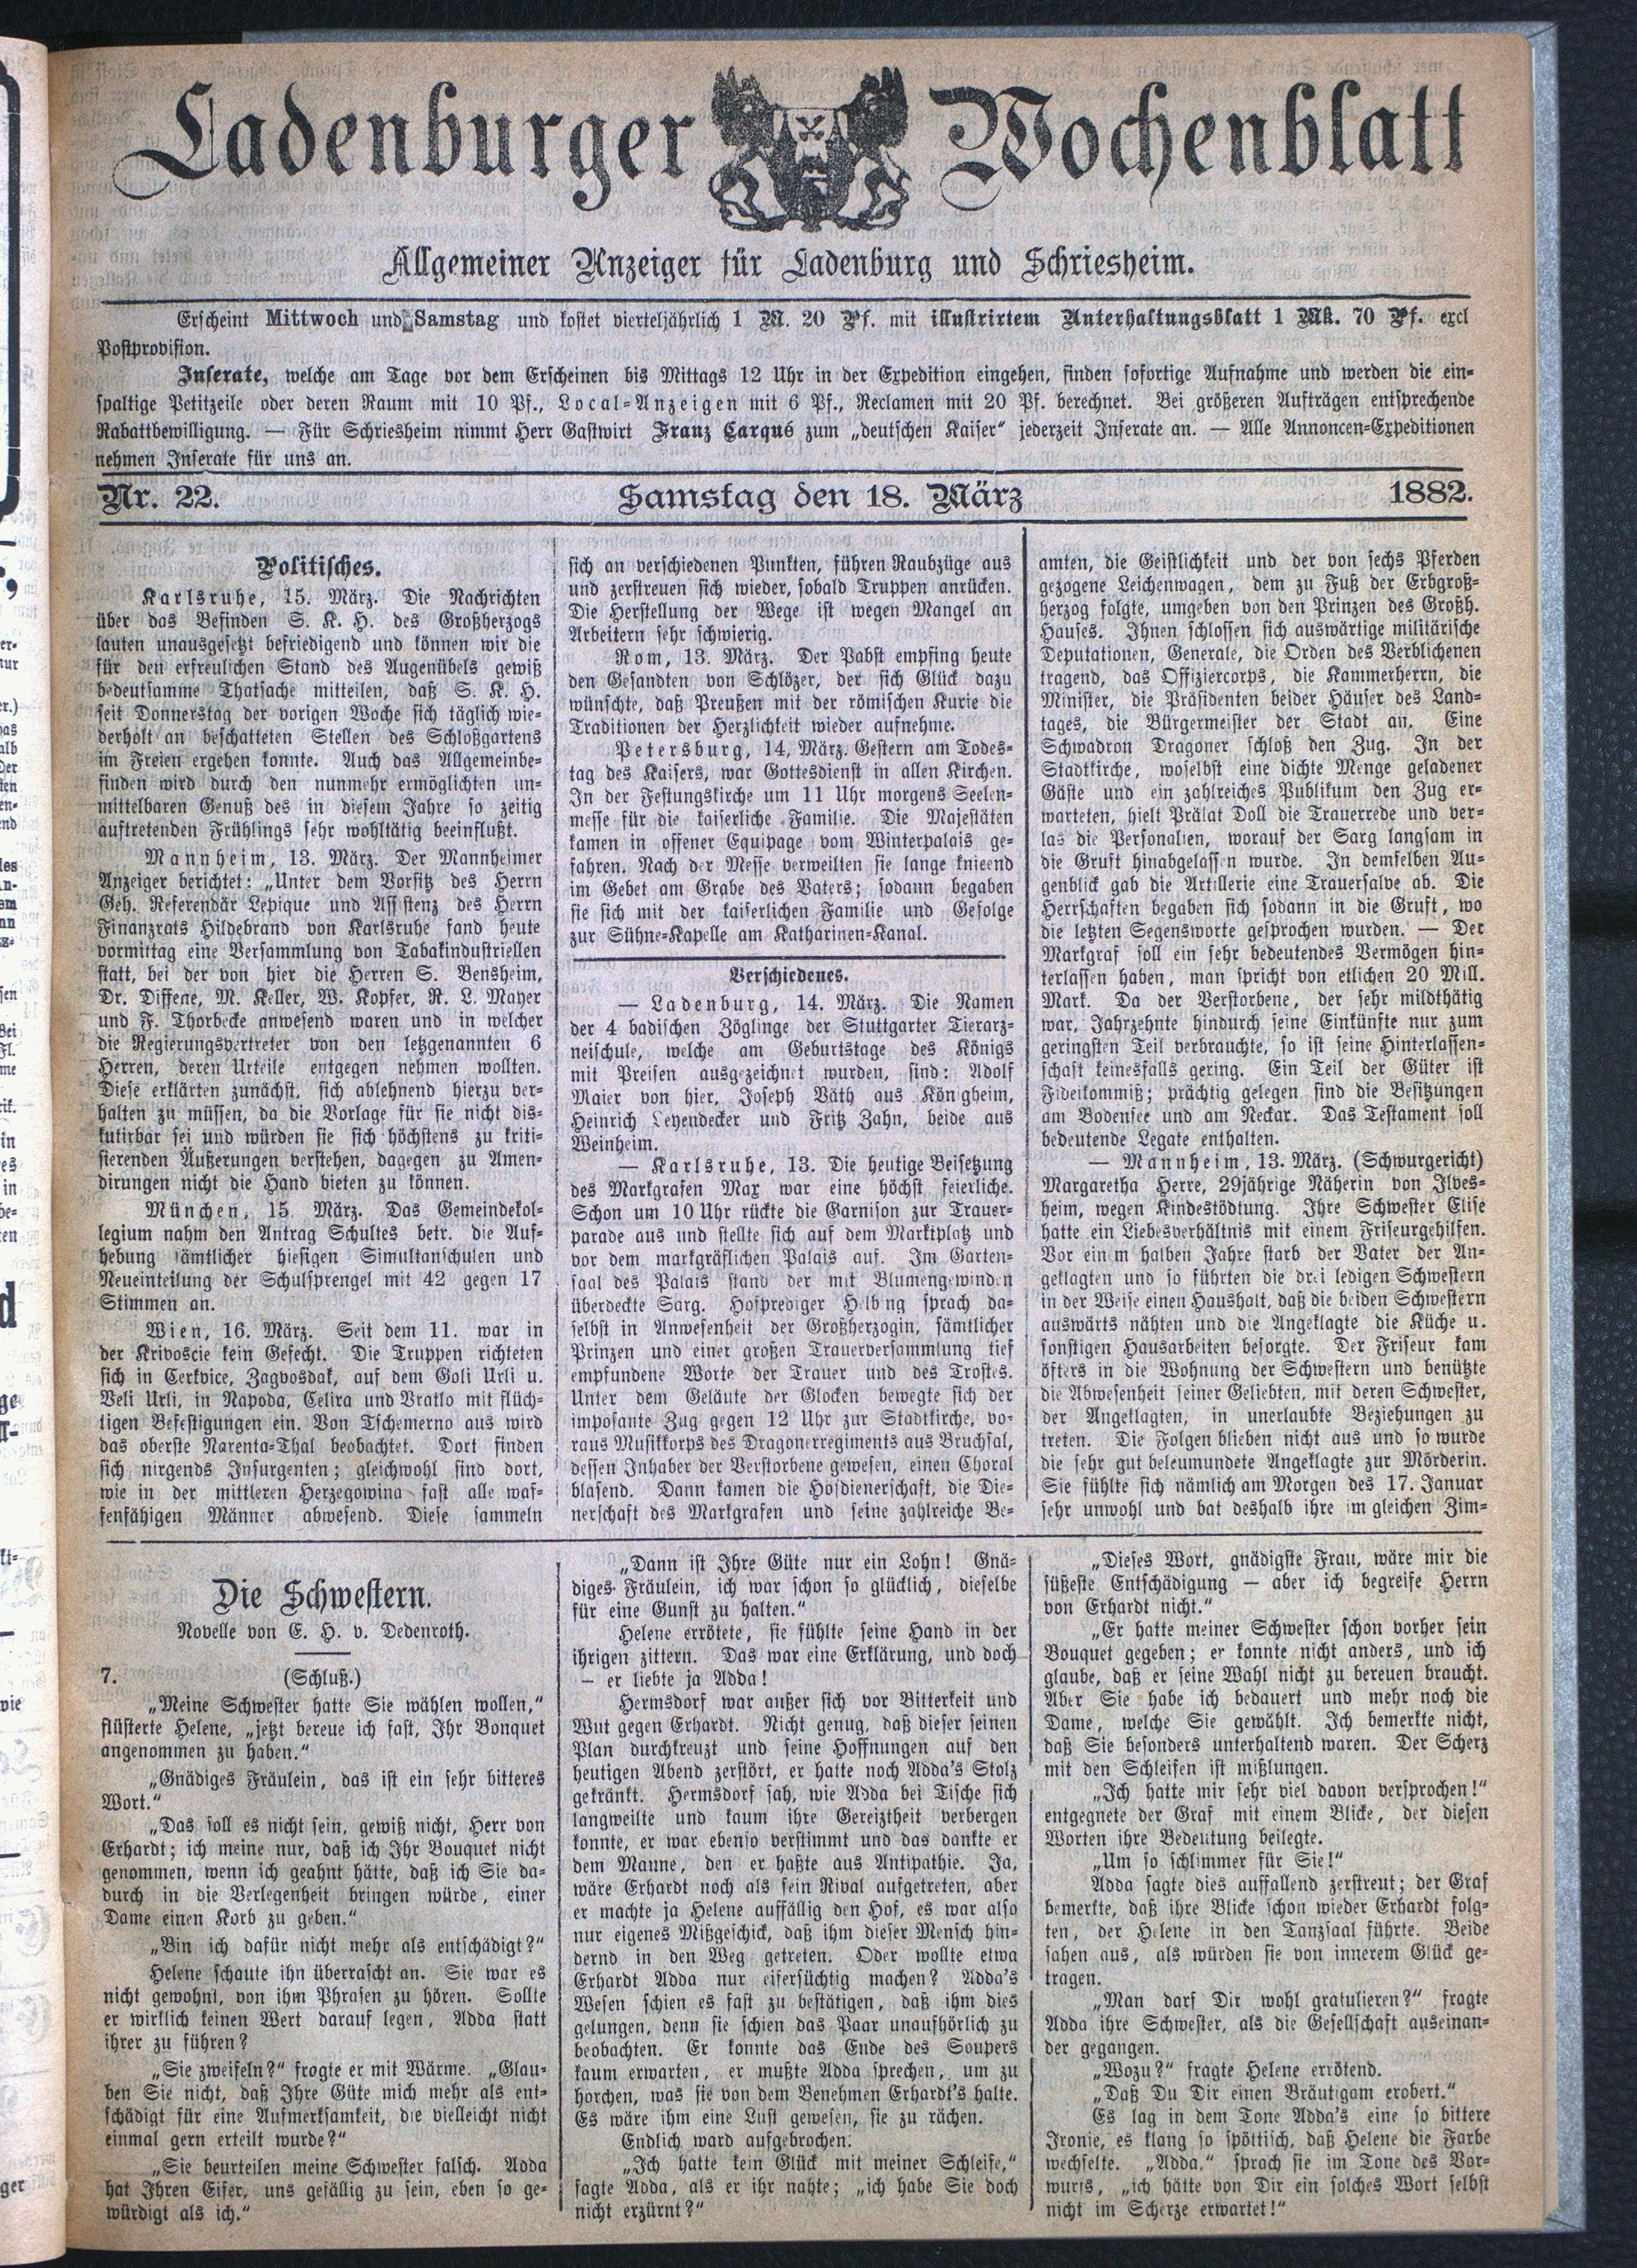 Ladenburger Wochenblatt
Allgemeiner Anzeiger für Ladenburg und Schriesheim.
Erscheint Mittwoch und Samstag und kostet vierteljährlich 1 M. 20 Pf. mit illustrirtem Unterhaltungsblatt 1 Mk. 70 Pf. excl
Postprovision.
Inserate, welche am Tage vor dem Erscheinen bis Mittags 12 Uhr in der Expedition eingehen, finden sofortige Aufnahme und werden die ein-
spaltige Petitzeile oder deren Raum mit 10 Pf., Local-Anzeigen mit 6 Pf., Reclamen mit 20 Pf. berechnet. Bei größeren Aufträgen entsprechende
Rabattbewilligung. — Für Schriesheim nimmt Herr Gastwirt Franz Carqué zum „deutschen Kaiser" jederzeit Inserate an. — Alle Annoncen-Expeditionen
nehmen Inserate für uns an.
Nr. 22. Samstag den 18. März 1882.
Politisches.
Karlsruhe, 15. März. Die Nachrichten
über das Befinden S. K. H. des Großherzogs
lauten unausgesetzt befriedigend und können wir die
für den erfreulichen Stand des Augenübels gewiß
bedeutsamme Thatsache mitteilen, daß S. K. H.
seit Donnerstag der vorigen Woche sich täglich wie-
derholt an beschatteten Stellen des Schloßgartens
im Freien ergehen konnte. Auch das Allgemeinbe-
finden wird durch den nunmehr ermöglichten un-
mittelbaren Genuß des in diesem Jahre so zeitig
auftretenden Frühlings sehr wohltätig beeinflußt.
Mannheim, 13. März. Der Mannheimer
Anzeiger berichtet: „Unter dem Vorsitz des Herrn
Geh. Referendär Lepique und Assistenz des Herrn
Finanzrats Hildebrand von Karlsruhe fand heute
vormittag eine Versammlung von Tabakindustriellen
statt, bei der von hier die Herren S. Bensheim,
Dr. Diffene, M. Keller, W. Kopfer, R. L. Mayer
und F. Thorbecke anwesend waren und in welcher
die Regierungsvertreter von den letzgenannten 6
Herren, deren Urteile entgegen nehmen wollten.
Diese erklärten zunächst, sich ablehnend hierzu ver-
halten zu müssen, da die Vorlage für sie nicht dis-
kutirbar sei und würden sie sich höchstens zu kriti-
sierenden Äußerungen verstehen, dagegen zu Amen-
dirungen nicht die Hand bieten zu können.
München, 15. März. Das Gemeindekol-
legium nahm den Antrag Schultes betr. die Auf-
hebung sämtlicher hiesigen Simultanschulen und
Neueinteilung der Schulsprengel mit 42 gegen 17
Stimmen an.
Wien, 16. März. Seit dem 11. war in
der Krivoscie kein Gefecht. Die Truppen richteten
sich in Cerkvice, Zagvosdak, auf dem Goli Urli u.
Veli Urli, in Napoda, Celira und Vratlo mit flüch-
tigen Befestigungen ein. Von Tschemerno aus wird
das oberste Narenta-Thal beobachtet. Dort finden
sich nirgends Insurgenten; gleichwohl sind dort,
wie in der mittleren Herzegowina fast alle waf-
fenfähigen Männer abwesend. Diese sammeln
sich an verschiedenen Punkten, führen Raubzüge aus
und zerstreuen sich wieder, sobald Truppen anrücken.
Die Herstellung der Wege ist wegen Mangel an
Arbeitern sehr schwierig.
Rom, 13. März. Der Pabst empfing heute
den Gesandten von Schlözer, der sich Glück dazu
wünschte, daß Preußen mit der römischen Kurie die
Traditionen der Herzlichkeit wieder aufnehme.
Petersburg, 14. März. Gestern am Todes-
tag des Kaisers, war Gottesdienst in allen Kirchen.
In der Festungskirche um 11 Uhr morgens Seelen-
messe für die kaiserliche Familie. Die Majestäten
kamen in offener Equipage vom Winterpalais ge-
fahren. Nach der Messe verweilten sie lange knieend
im Gebet am Grabe des Vaters; sodann begaben
sie sich mit der kaiserlichen Familie und Gefolge
zur Sühne-Kapelle am Katharinen-Kanal.
Verschiedenes.
— Ladenburg, 14. März. Die Namen
der 4 badischen Zöglinge der Stuttgarter Tierarz-
neischule, welche am Geburtstage des Königs
mit Preisen ausgezeichnet wurden, sind: Adolf
Maier von hier, Joseph Väth aus Königheim,
Heinrich Leyendecker und Fritz Zahn, beide aus
Weinheim.
— Karlsruhe, 13. Die heutige Beisetzung
des Markgrafen Max war eine höchst feierliche.
Schon um 10 Uhr rückte die Garnison zur Trauer-
parade aus und stellte sich auf dem Marktplatz und
vor dem markgräflichen Palais auf. Im Garten-
saal des Palais stand der mit Blumengewinden
überdeckte Sarg. Hofprediger Helbing sprach da-
selbst in Anwesenheit der Großherzogin, sämtlicher
Prinzen und einer großen Trauerversammlung tief
empfundene Worte der Trauer und des Trostes.
Unter dem Geläute der Glocken bewegte sich der
imposante Zug gegen 12 Uhr zur Stadtkirche, vo-
raus Musikkorps des Dragonerregiments aus Bruchsal,
dessen Inhaber der Verstorbene gewesen, einen Choral
blasend. Dann kamen die Hofdienerschaft, die Die-
nerschaft des Markgrafen und seine zahlreiche Be-
amten, die Geistlichkeit und der von sechs Pferden
gezogene Leichenwagen, dem zu Fuß der Erbgroß-
herzog folgte, umgeben von den Prinzen des Großh.
Hauses. Ihnen schlossen sich auswärtige militärische
Deputationen, Generale, die Orden des Verblichenen
tragend, das Offiziercorps, die Kammerherrn, die
Minister, die Präsidenten beider Häuser des Land-
tages, die Bürgermeister der Stadt an. Eine
Schwadron Dragoner schloß den Zug. In der
Stadtkirche, woselbst eine dichte Menge geladener
Gäste und ein zahlreiches Publikum den Zug er-
warteten, hielt Prälat Doll die Trauerrede und ver-
las die Personalien, worauf der Sarg langsam in
die Gruft hinabgelassen wurde. In demselben Au-
genblick gab die Artillerie eine Trauersalve ab. Die
Herrschaften begaben sich sodann in die Gruft, wo
die letzten Segensworte gesprochen wurden. — Der
Markgraf soll ein sehr bedeutendes Vermögen hin-
terlassen haben, man spricht von etlichen 20 Mill.
Mark. Da der Verstorbene, der sehr mildthätig
war, Jahrzehnte hindurch seine Einkünfte nur zum
geringsten Teil verbrauchte, so ist seine Hinterlassen-
schaft keinesfalls gering. Ein Teil der Güter ist
Fideikommiß; prächtig gelegen sind die Besitzungen
am Bodensee und am Neckar. Das Testament soll
bedeutende Legate enthalten.
— Mannheim, 13. März. (Schwurgericht)
Margaretha Herre, 29jährige Näherin von Ilves-
heim, wegen Kindestödtung. Ihre Schwester Elise
hatte ein Liebesverhältnis mit einem Friseurgehilfen.
Vor einem halben Jahre starb der Vater der An-
geklagten und so führten die drei ledigen Schwestern
in der Weise einen Haushalt, daß die beiden Schwestern
auswärts nähten und die Angeklagte die Küche u.
sonstigen Hausarbeiten besorgte. Der Friseur kam
öfters in die Wohnung der Schwestern und benützte
die Abwesenheit seiner Geliebten, mit deren Schwester,
der Angeklagten, in unerlaubte Beziehungen zu
treten. Die Folgen blieben nicht aus und so wurde
die sehr gut beleumundete Angeklagte zur Mörderin.
Sie fühlte sich nämlich am Morgen des 17. Januar
sehr unwohl und bat deshalb ihre im gleichen Zim-
Die Schwestern.
Novelle von E. H. v. Dedenroth.
7. (Schluß.)
„Meine Schwester hatte Sie wählen wollen,"
flüsterte Helene, „jetzt bereue ich fast, Ihr Bonquet
angenommen zu haben."
„Gnädiges Fräulein, das ist ein sehr bitteres
Wort."
„Das soll es nicht sein, gewiß nicht, Herr von
Erhardt; ich meine nur, daß ich Ihr Bouquet nicht
genommen, wenn ich geahnt hätte, daß ich Sie da-
durch in die Verlegenheit bringen würde, einer
Dame einen Korb zu geben."
„Bin ich dafür nicht mehr als entschädigt?"
Helene schaute ihn überrascht an. Sie war es
nicht gewohnt, von ihm Phrasen zu hören. Sollte
er wirklich keinen Wert darauf legen, Adda statt
ihrer zu führen?
„Sie zweifeln?" frogte er mit Wärme. „Glau-
ben Sie nicht, daß Ihre Güte mich mehr als ent-
schädigt für eine Aufmerksamkeit, die vielleicht nicht
einmal gern erteilt wurde?"
„Sie beurteilen meine Schwester falsch. Adda
hat Ihren Eifer, uns gefällig zu sein, eben so ge-
würdigt als ich."
„Dann ist Ihre Güte nur ein Lohn! Gnä-
diges Fräulein, ich war schon so glücklich, dieselbe
für eine Gunst zu halten."
Helene errötete, sie fühlte seine Hand in der
ihrigen zittern. Das war eine Erklärung, und doch
– er liebte ja Adda!
Hermsdorf war außer sich vor Bitterkeit und
Wut gegen Erhardt. Nicht genug, daß dieser seinen
Plan durchkreuzt und seine Hoffnungen auf den
heutigen Abend zerstört, er hatte noch Adda's Stolz
gekränkt. Hermsdorf sah, wie Adda bei Tische sich
langweilte und kaum ihre Gereiztheit verbergen
konnte, er war ebenso verstimmt und das dankte er
dem Manne, den er haßte aus Antipathie. Ja,
wäre Erhardt noch als sein Rival aufgetreten, aber
er machte ja Helene auffällig den Hof, es war also
nur eigenes Mißgeschick, daß ihm dieser Mensch hin-
dernd in den Weg getreten. Oder wollte etwa
Erhardt Adda nur eifersüchtig machen? Adda's
Wesen schien es fast zu bestätigen, daß ihm dies
gelungen, denn sie schien das Paar unaufhörlich zu
beobachten. Er konnte das Ende des Soupers
kaum erwarten, er mußte Adda sprechen, um zu
horchen, was sie von dem Benehmen Erhardt's halte.
Es wäre ihm eine Lust gewesen, sie zu rächen.
Endlich ward aufgebrochen.
„Ich hatte kein Glück mit meiner Schleife,"
sagte Adda, als er ihr nahte; „ich habe Sie doch
nicht erzürnt?"
„Dieses Wort, gnädigste Frau, wäre mir die
süßeste Entschädigung — aber ich begreife Herrn
von Erhardt nicht."
„Er hatte meiner Schwester schon vorher sein
Bouquet gegeben; er konnte nicht anders, und ich
glaube, daß er seine Wahl nicht zu bereuen braucht.
Aber Sie habe ich bedauert und mehr noch die
Dame, welche Sie gewählt. Ich bemerkte nicht,
daß Sie besonders unterhaltend waren. Der Scherz
mit den Schleifen ist mißlungen.
„Ich hatte mir sehr viel davon versprochen!"
entgegnete der Graf mit einem Blicke, der diesen
Worten ihre Bedeutung beilegte.
„Um so schlimmer für Sie!"
Adda sagte dies auffallend zerstreut; der Graf
bemerkte, daß ihre Blicke schon wieder Erhardt folg-
ten, der Helene in den Tanzsaal führte. Beide
sahen aus, als würden sie von innerem Glück ge-
tragen.
„Man darf Dir wohl gratulieren?" fragte
Adda ihre Schwester, als die Gesellschaft auseinan-
der gegangen.
„Wozu?" fragte Helene errötend.
„Daß Du Dir einen Bräutigam erobert."
Es lag in dem Tone Adda's eine so bittere
Ironie, es klang so spöttisch, daß Helene die Farbe
wechselte. „Adda," sprach sie im Tone des Vor-
wurfs, „ich hätte von Dir ein solches Wort selbst
nicht im Scherze erwartet!"